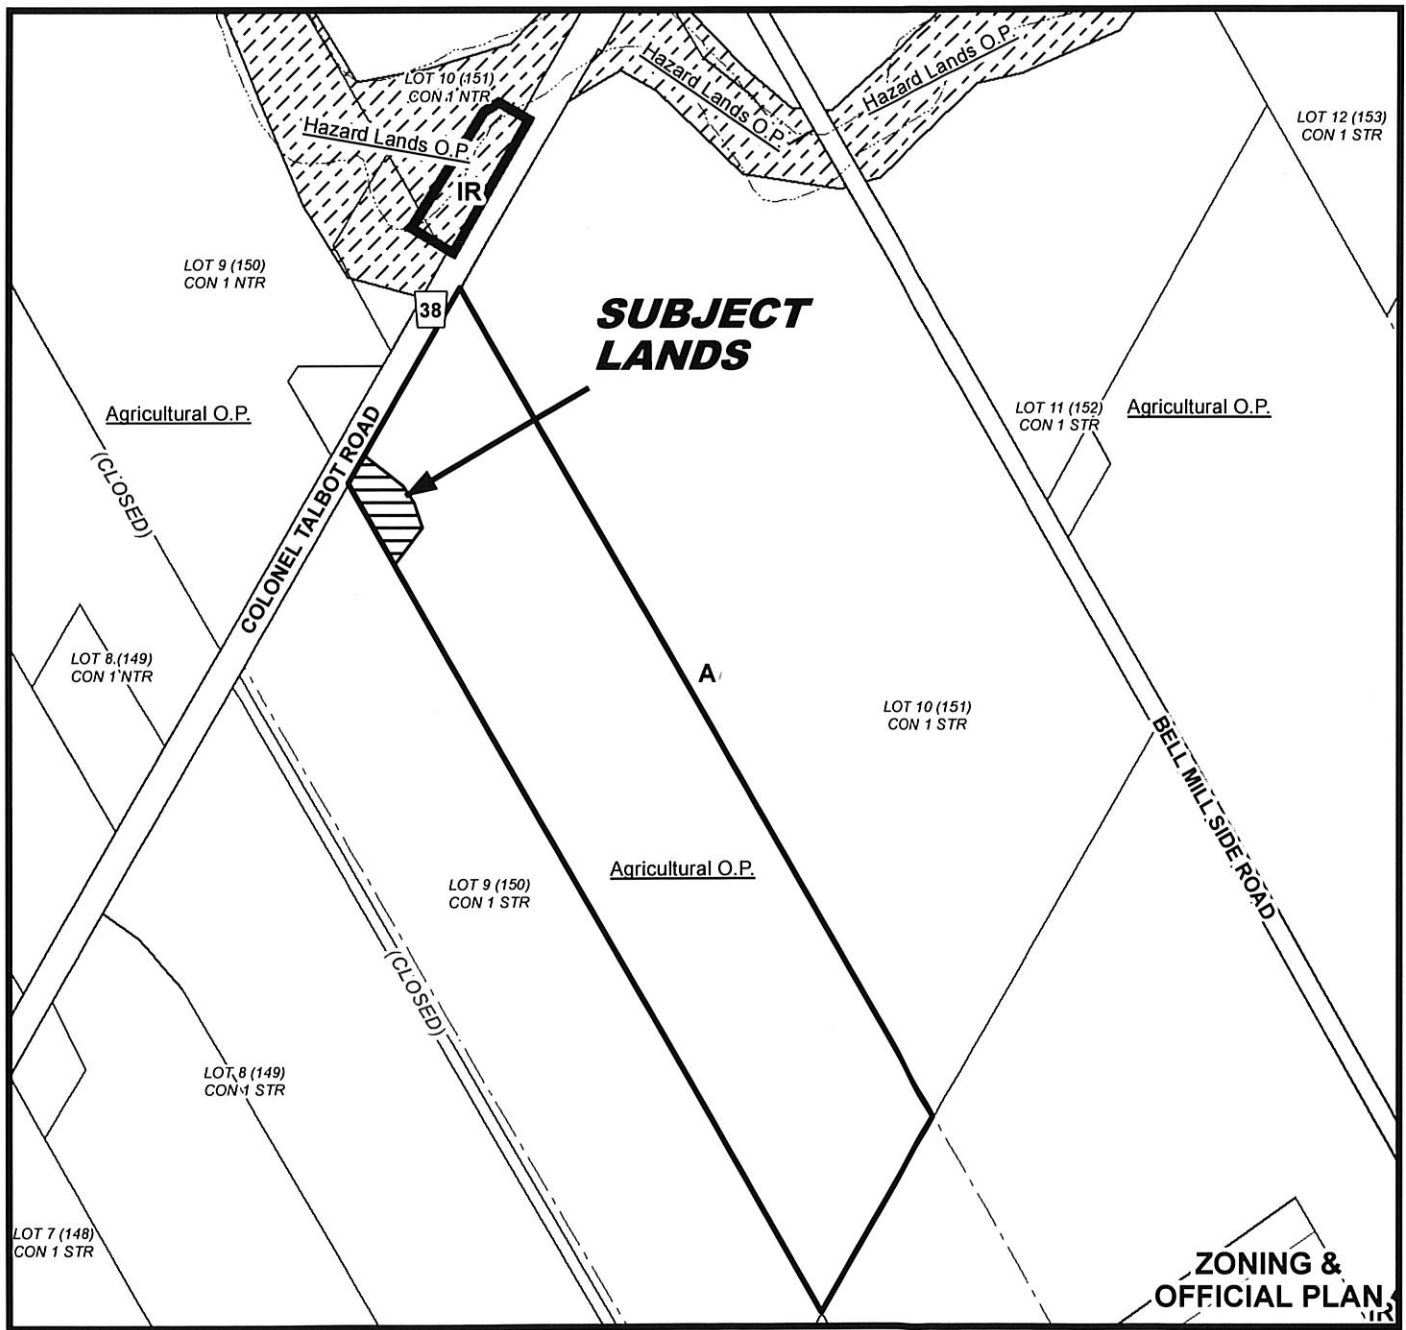 LOT 10 (151)
CON 1 NTR
Hazard Lands O.P.
Hazard Lands O.P.
Hazard Lands O.P.
LOT 12 (153)
CON 1 STR
IR
LOT 9 (150)
CON 1 NTR
38
SUBJECT
LANDS
Agricultural O.P.
LOT 11 (152)
CON 1 STR
Agricultural O.P.
(CLOSED)
COLONEL TALBOT ROAD
LOT 8 (149)
CON 1 NTR
A
LOT 10 (151)
CON 1 STR
BELL MILL SIDE ROAD
Agricultural O.P.
LOT 9 (150)
CON 1 STR
(CLOSED)
LOT 8 (149)
CON 1 STR
LOT 7 (148)
CON 1 STR
ZONING &
OFFICIAL PLAN
IR